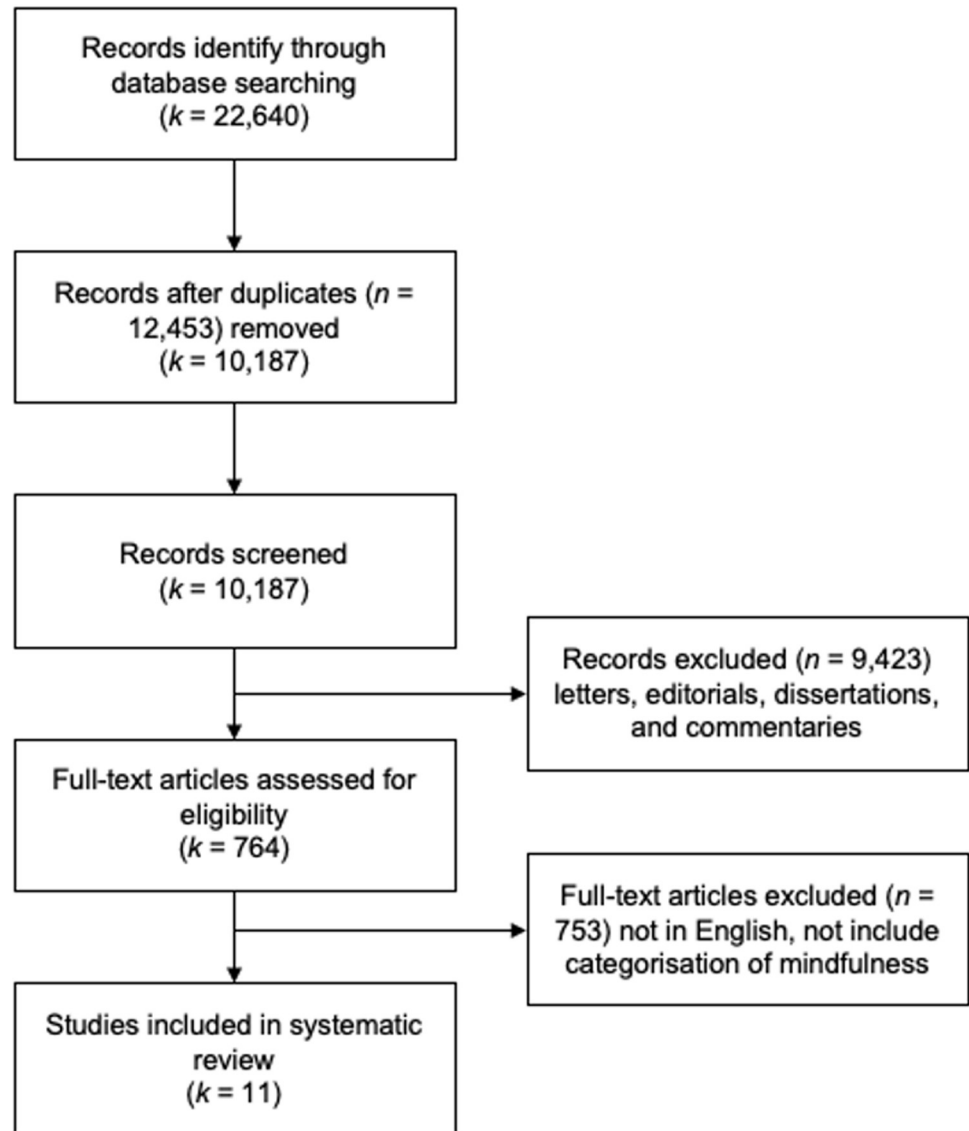 Records identify through
database searching
(k = 22,640)
Records after duplicates (n =
12,453) removed
(k = 10,187)
Records screened
(k = 10,187)
Records excluded (n = 9,423)
letters, editorials, dissertations,
and commentaries
Full-text articles assessed for
eligibility
(k = 764)
Full-text articles excluded (n =
753) not in English, not include
categorisation of mindfulness
Studies included in systematic
review
(k = 11)